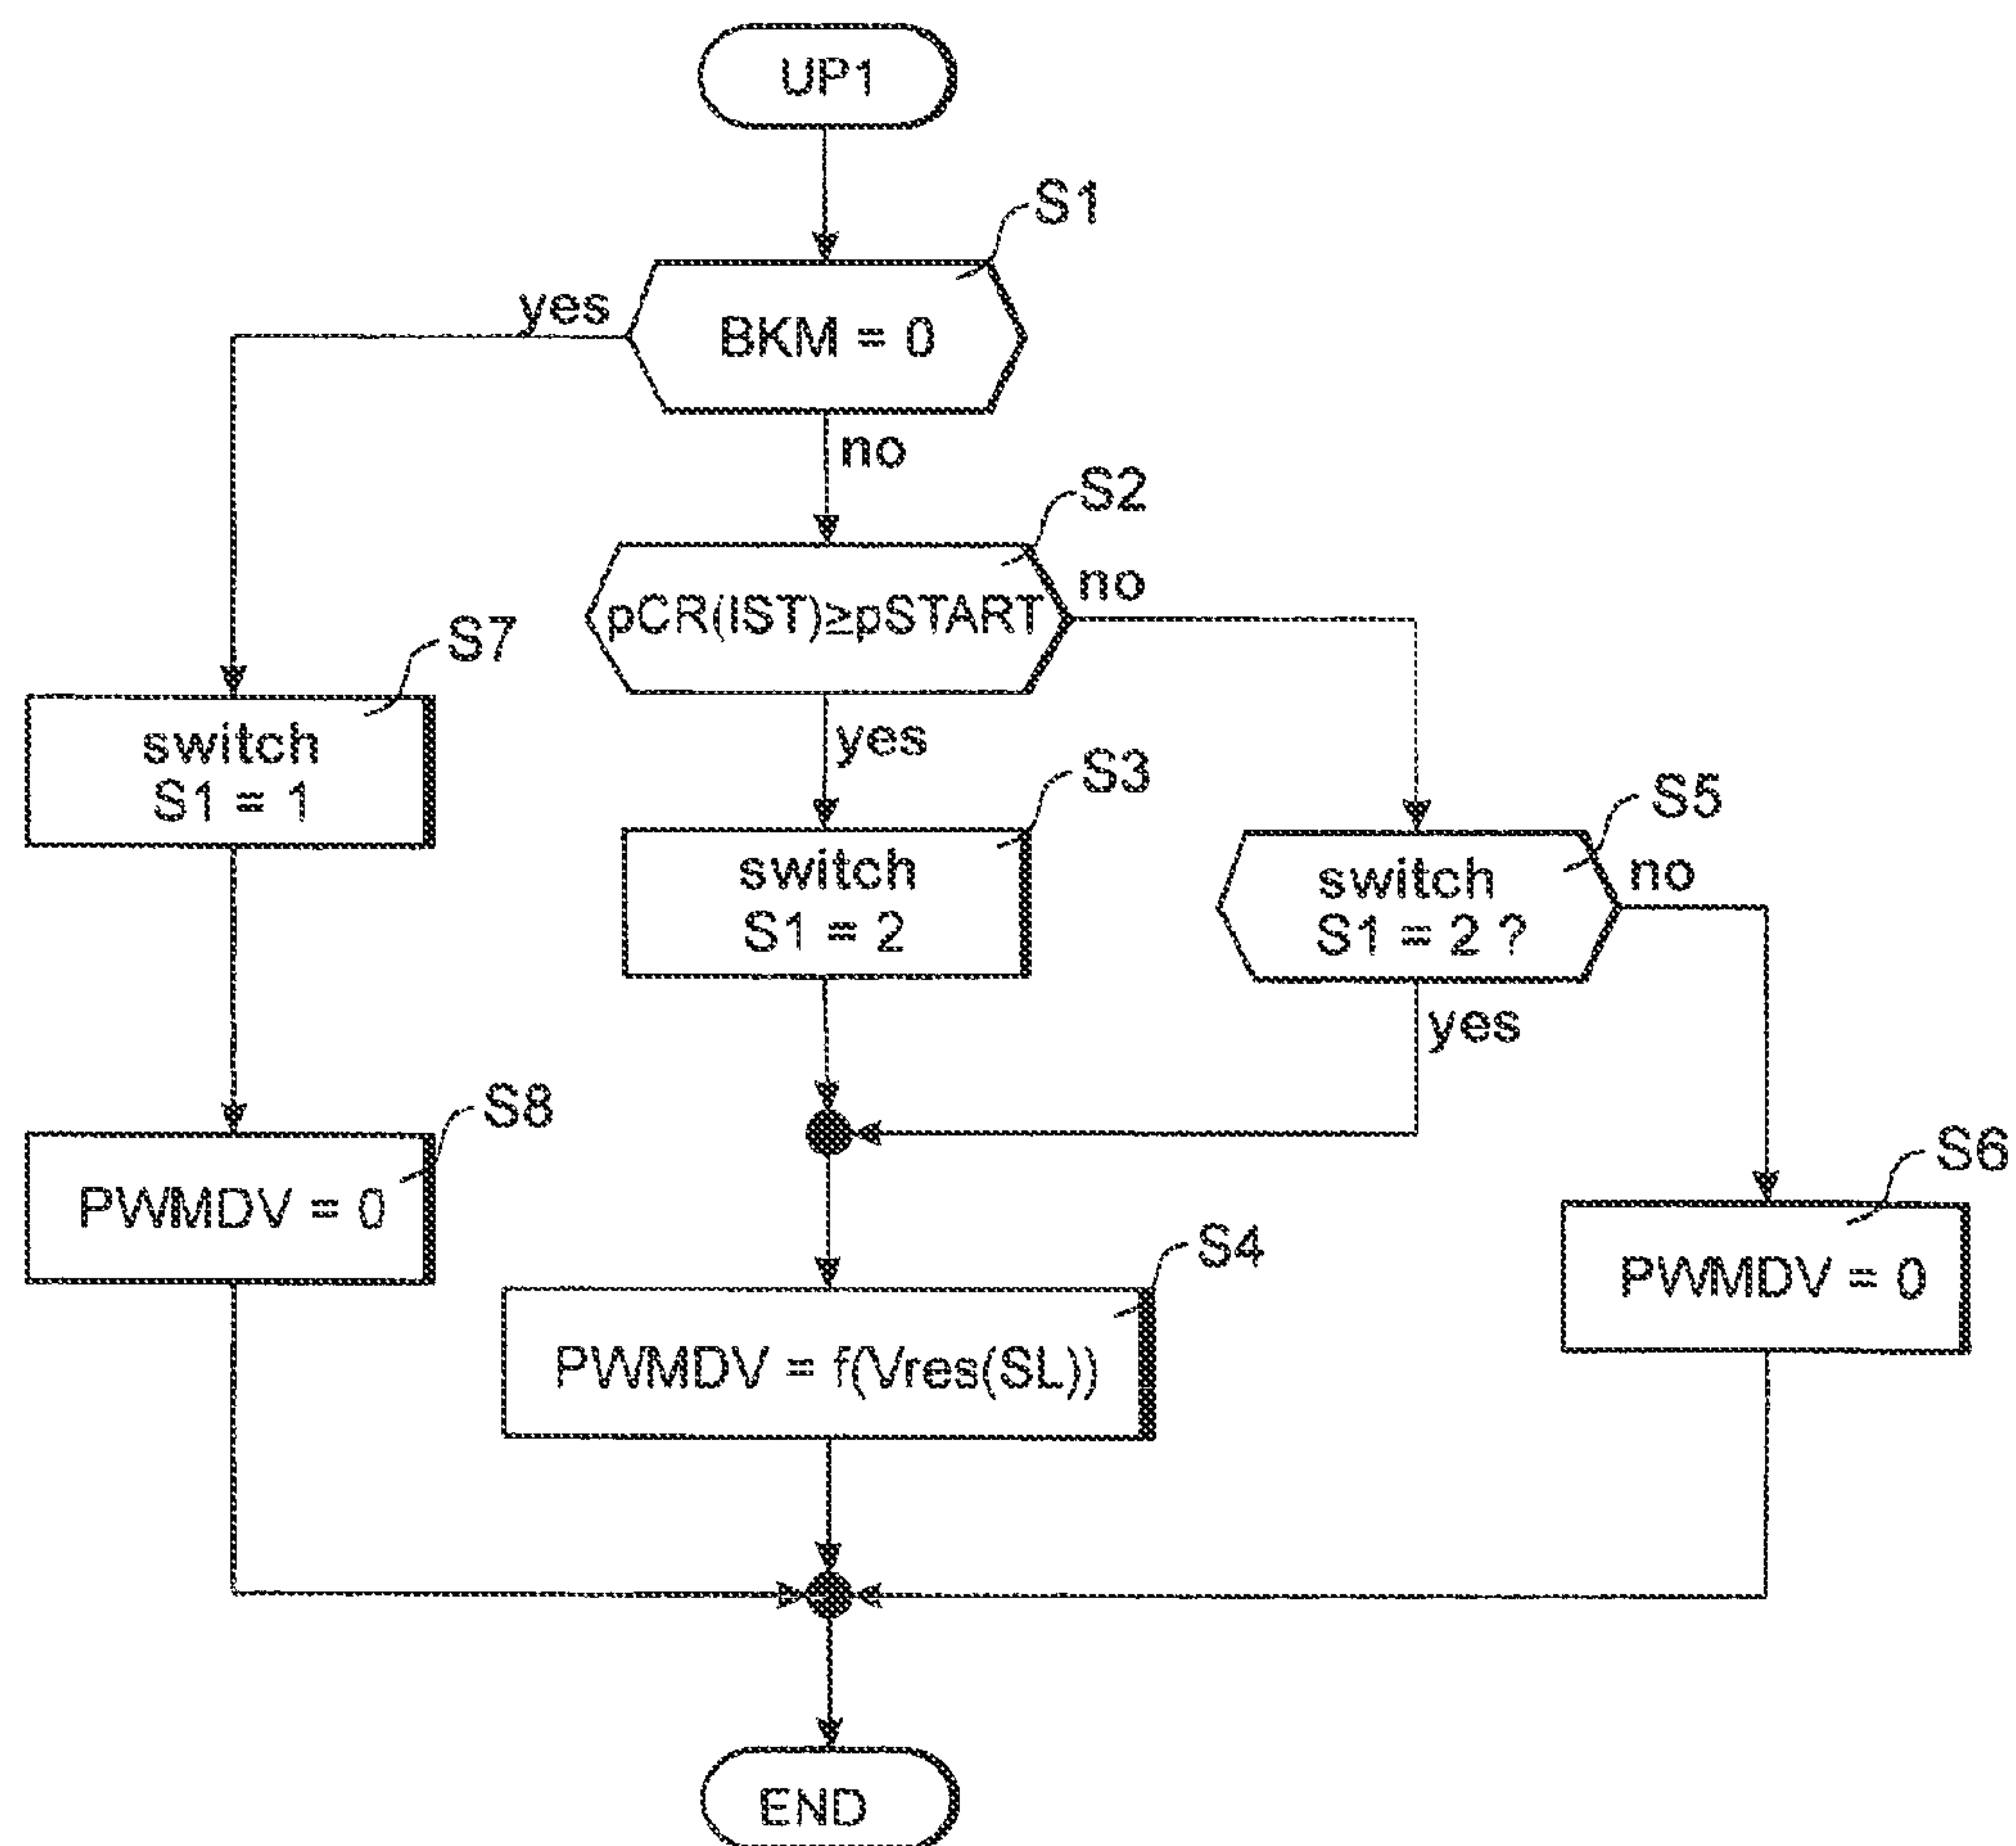 UP1
S1
yes
BKM = 0
no
S2
pCR(IST)≥pSTART
no
S7
switch
S1 = 1
yes
S3
switch
S1 = 2
S5
switch
S1 = 2 ?
no
yes
S8
PWMDV = 0
S6
PWMDV = 0
S4
PWMDV = f(Vres(SL))
END